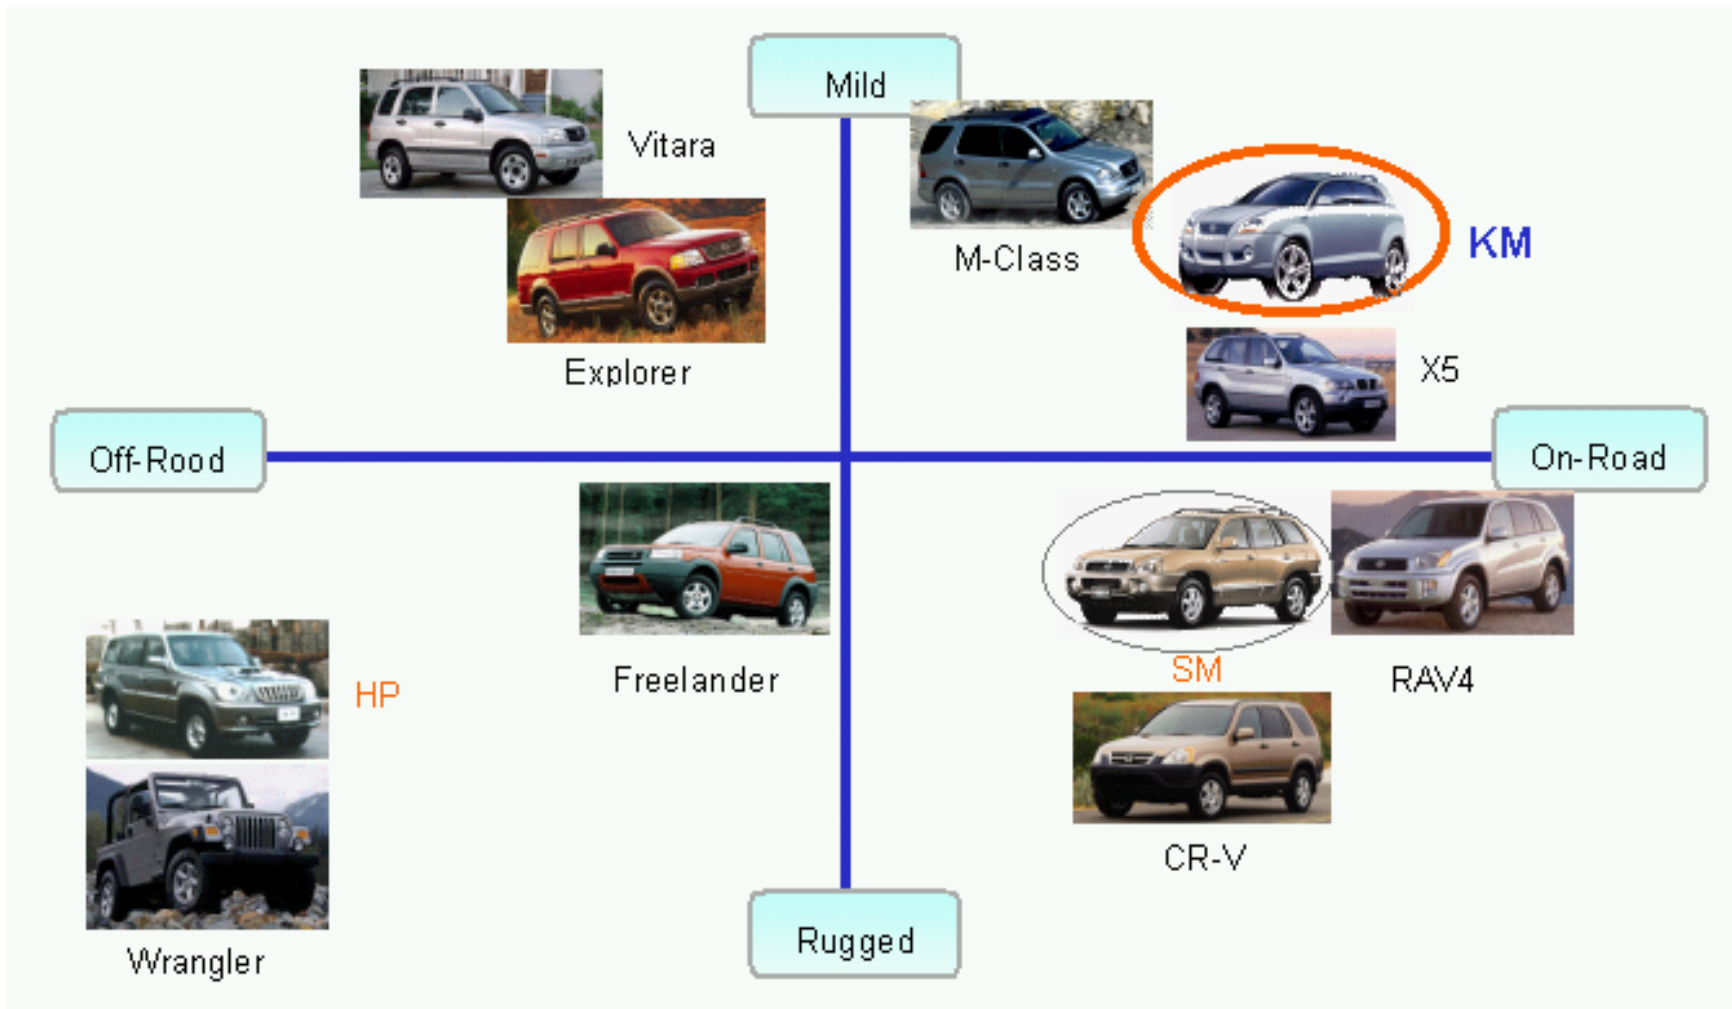 Mild
Vitara
M-Class
KM
Explorer
X5
Off-Rood
On-Road
Freelander
SM
RAV4
HP
CR-V
Rugged
Wrangler